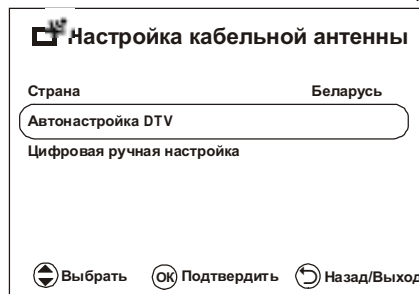 Настройка кабельной антенны
Страна Беларусь
Автонастройка DTV
Цифровая ручная настройка
Выбрать OK Подтвердить Назад/Выход